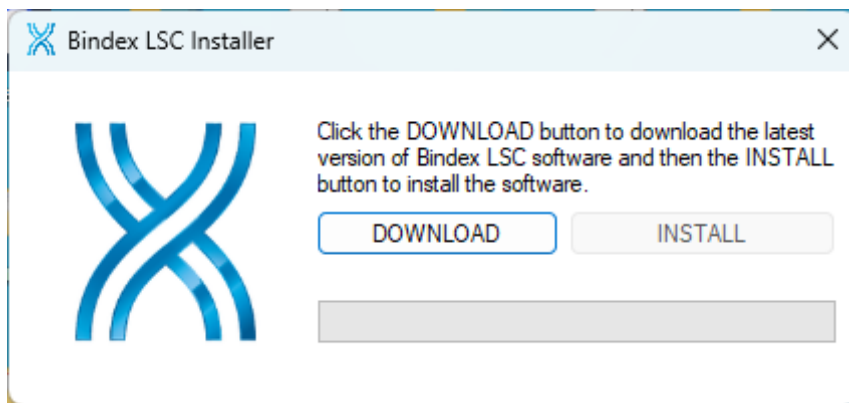 Bindex LSC Installer
Click the DOWNLOAD button to download the latest
version of Bindex LSC software and then the INSTALL
button to install the software.
DOWNLOAD
INSTALL